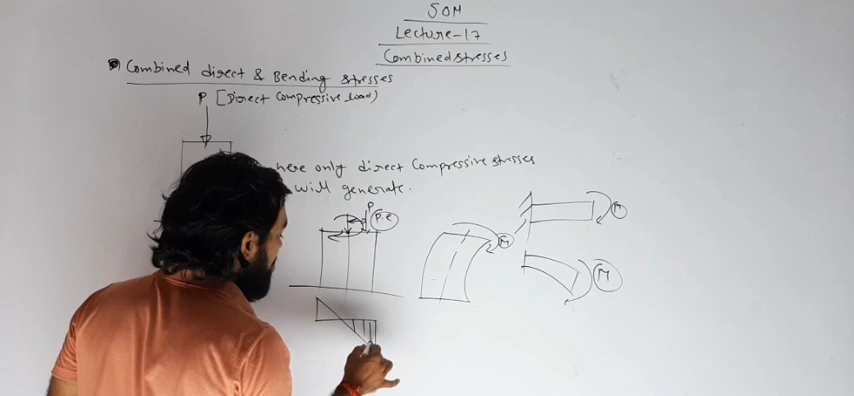 SOM
Lecture-17
Combined stresses
Combined direct & Bending stresses
P [Direct Compressive load]
here only direct compressive stresses
will generate.
P
P.e
M
M
M